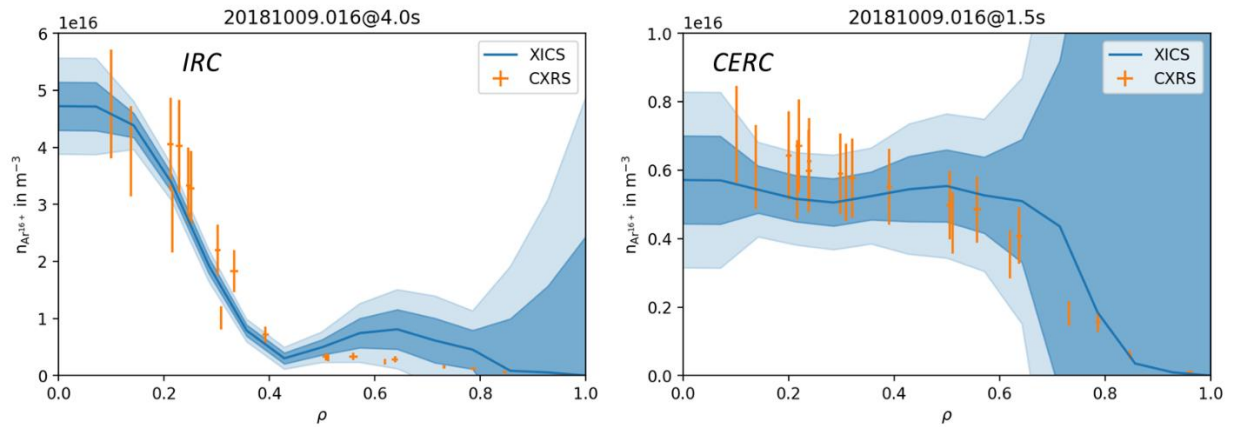 20181009.016@4.0s
1e16
IRC
XICS
CXRS
6
5
4
3
2
1
0
n_Ar¹⁶⁺ in m⁻³
0.0 0.2 0.4 0.6 0.8 1.0
ρ
20181009.016@1.5s
1e16
CERC
XICS
CXRS
1.0
0.8
0.6
0.4
0.2
0.0
n_Ar¹⁶⁺ in m⁻³
0.0 0.2 0.4 0.6 0.8 1.0
ρ